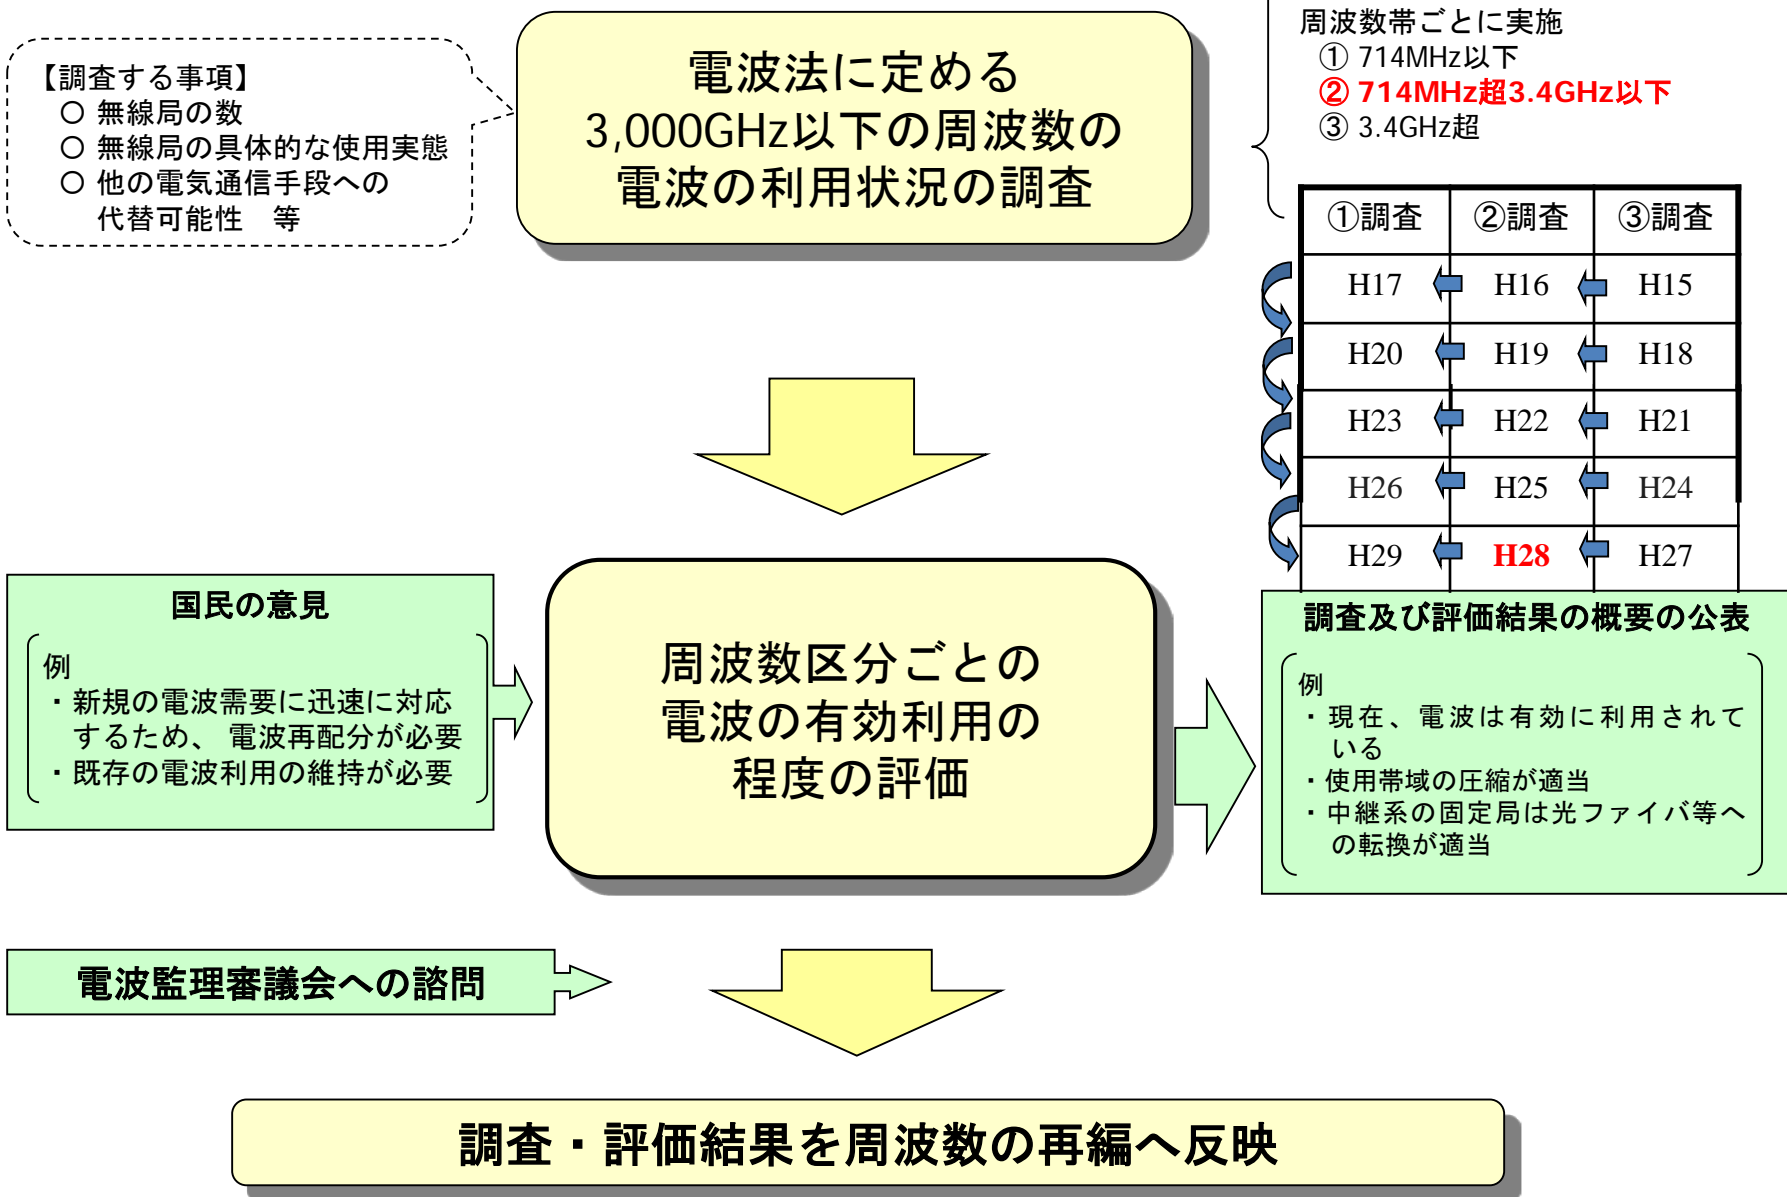 【調査する事項】
○ 無線局の数
○ 無線局の具体的な使用実態
○ 他の電気通信手段への
代替可能性　等
電波法に定める
3,000GHz以下の周波数の
電波の利用状況の調査
周波数帯ごとに実施
① 714MHz以下
② 714MHz超3.4GHz以下
③ 3.4GHz超
①調査 ②調査 ③調査
H17 H16 H15
H20 H19 H18
H23 H22 H21
H26 H25 H24
H29 H28 H27
国民の意見
例
・新規の電波需要に迅速に対応
するため、 電波再配分が必要
・既存の電波利用の維持が必要
周波数区分ごとの
電波の有効利用の
程度の評価
調査及び評価結果の概要の公表
例
・現在、電波は有効に利用されて
いる
・使用帯域の圧縮が適当
・中継系の固定局は光ファイバ等へ
の転換が適当
電波監理審議会への諮問
調査・評価結果を周波数の再編へ反映